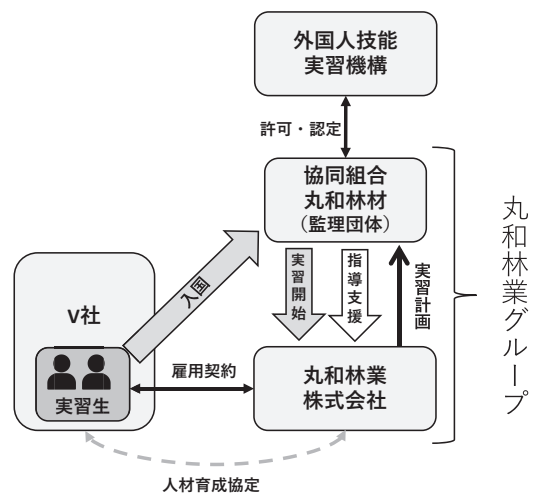 外国人技能
実習機構
許可・認定
協同組合
丸和林材
（監理団体）
丸和林業グループ
入国
実習開始
指導支援
実習計画
V社
実習生
雇用契約
丸和林業
株式会社
人材育成協定